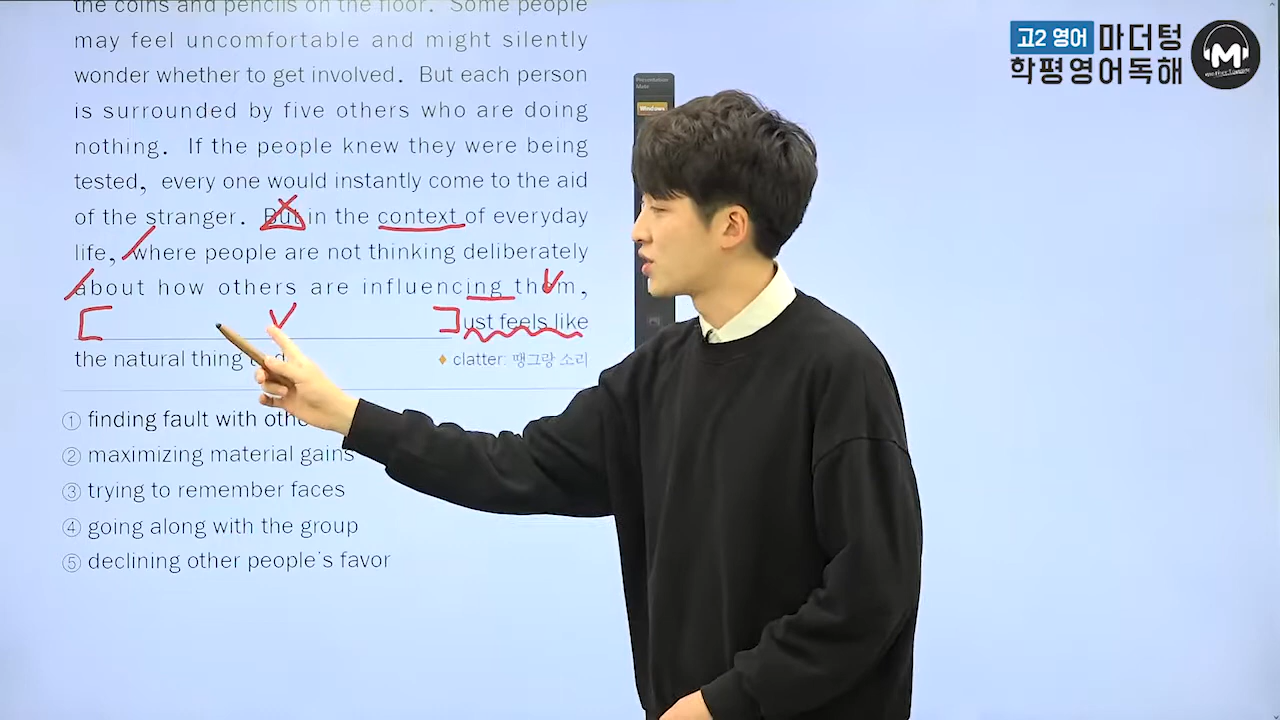 the coins and pencils on the floor. Some people
may feel uncomfortable and might silently
wonder whether to get involved. But each person
is surrounded by five others who are doing
nothing. If the people knew they were being
tested, every one would instantly come to the aid
of the stranger. But in the context of everyday
life, where people are not thinking deliberately
about how others are influencing them,
just feels like
the natural thing
clatter: 땡그랑 소리
① finding fault with
② maximizing material gains
③ trying to remember faces
④ going along with the group
⑤ declining other people's favor
고2 영어 마더텅
학평영어독해
M
Presentation
Mate
Windows